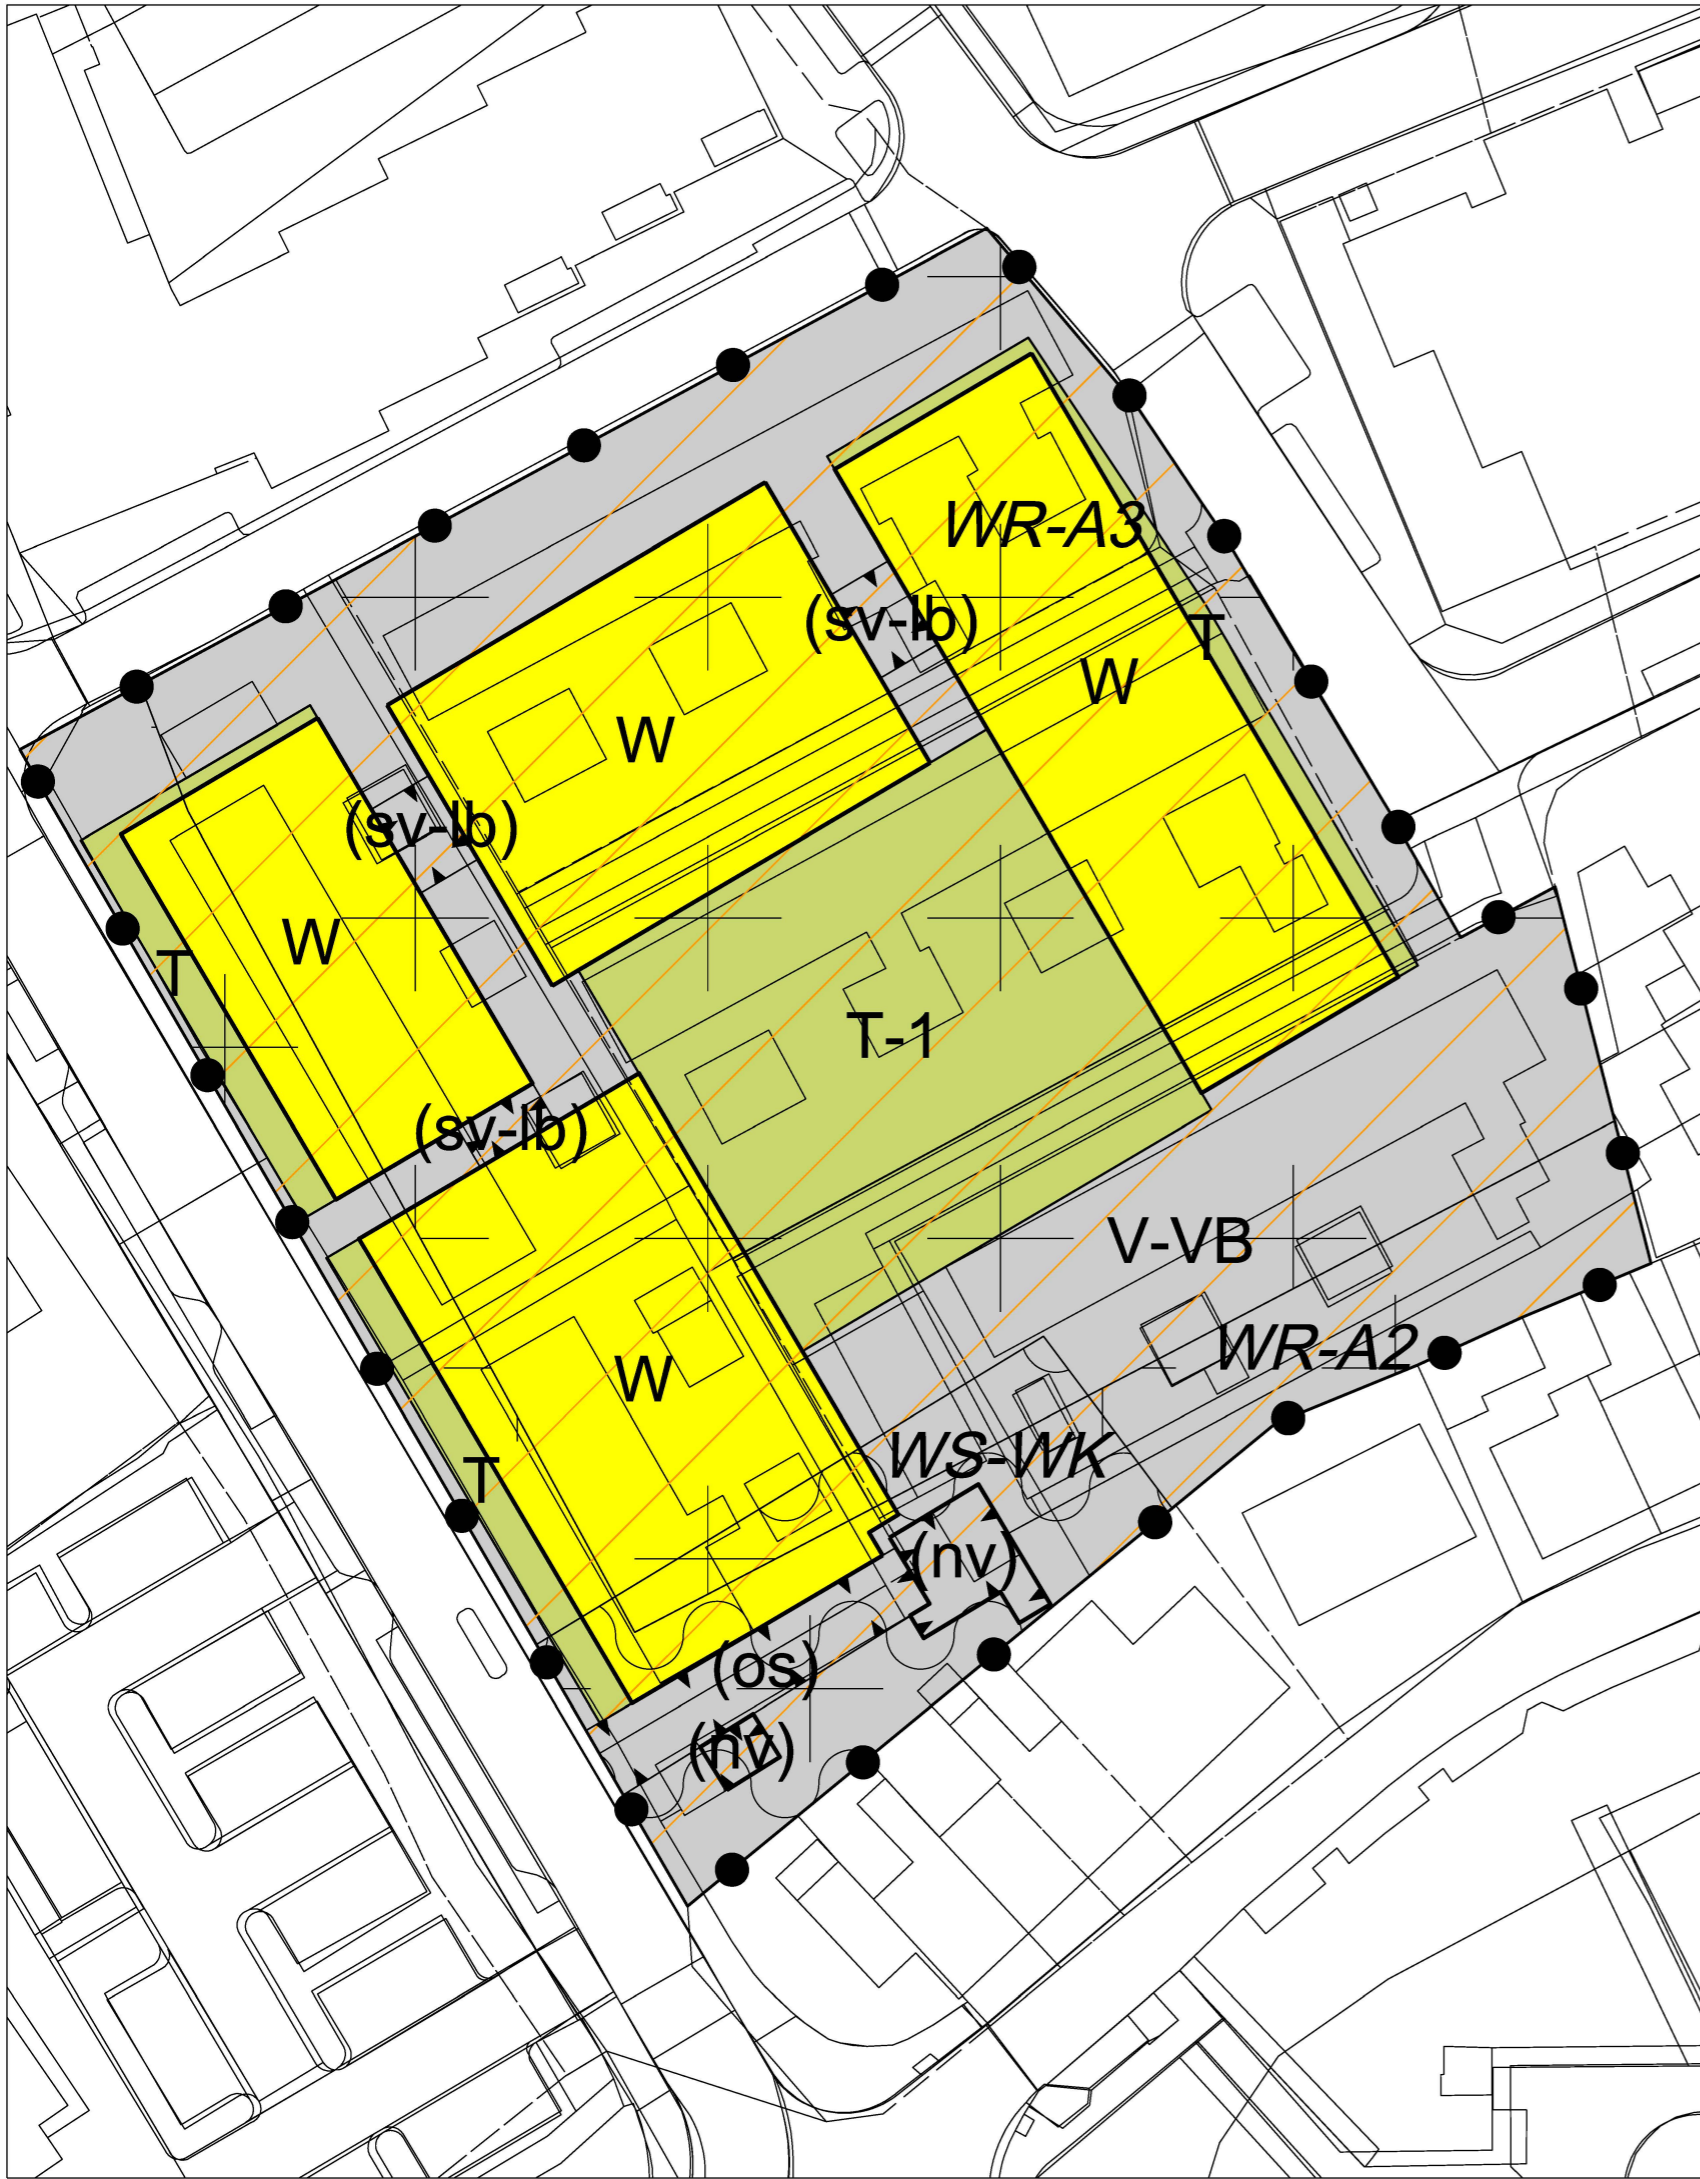 WR-A3
(sv-lb)
T
W
W
(sv-lb)
W
T
T-1
(sv-lb)
V-VB
WR-A2
W
WS-WK
T
(nv)
(os)
(nv)